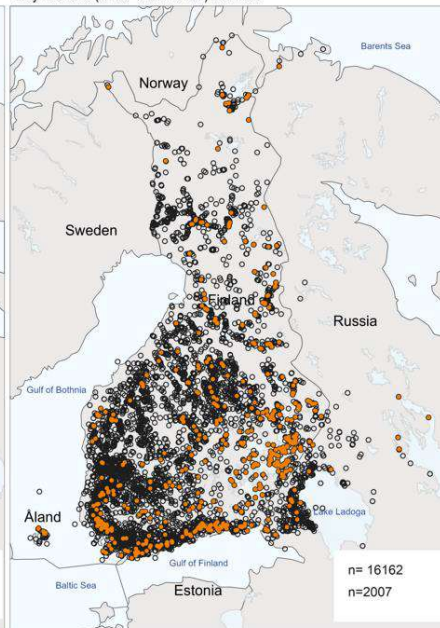 Barents Sea
Norway
Sweden
Finland
Russia
Gulf of Bothnia
Åland
Lake Ladoga
Gulf of Finland
Baltic Sea
Estonia
n= 16162
n=2007